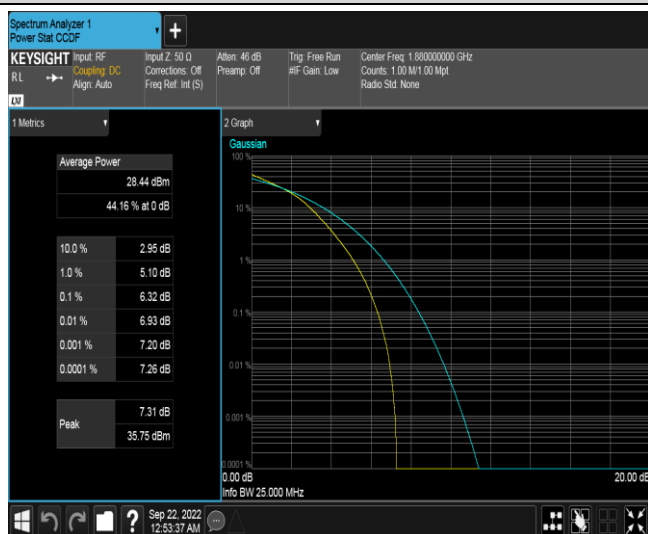 Spectrum Analyzer 1
Power Stat CCDF
+
KEYSIGHT
RL
LXI
Input: RF
Coupling: DC
Align: Auto
Input Z: 50 Ω
Corrections: Off
Freq Ref: Int (S)
Atten: 46 dB
Preamp: Off
Trig: Free Run
#IF Gain: Low
Center Freq: 1.880000000 GHz
Counts: 1.00 M/1.00 Mpt
Radio Std: None
1 Metrics
Average Power
28.44 dBm
44.16 % at 0 dB
10.0 % 2.95 dB
1.0 % 5.10 dB
0.1 % 6.32 dB
0.01 % 6.93 dB
0.001 % 7.20 dB
0.0001 % 7.26 dB
Peak
7.31 dB
35.75 dBm
2 Graph
Gaussian
100 %
10 %
1 %
0.1 %
0.01 %
0.001 %
0.0001 %
0.00 dB
20.00 dB
Info BW 25.000 MHz
?
Sep 22, 2022
12:53:37 AM